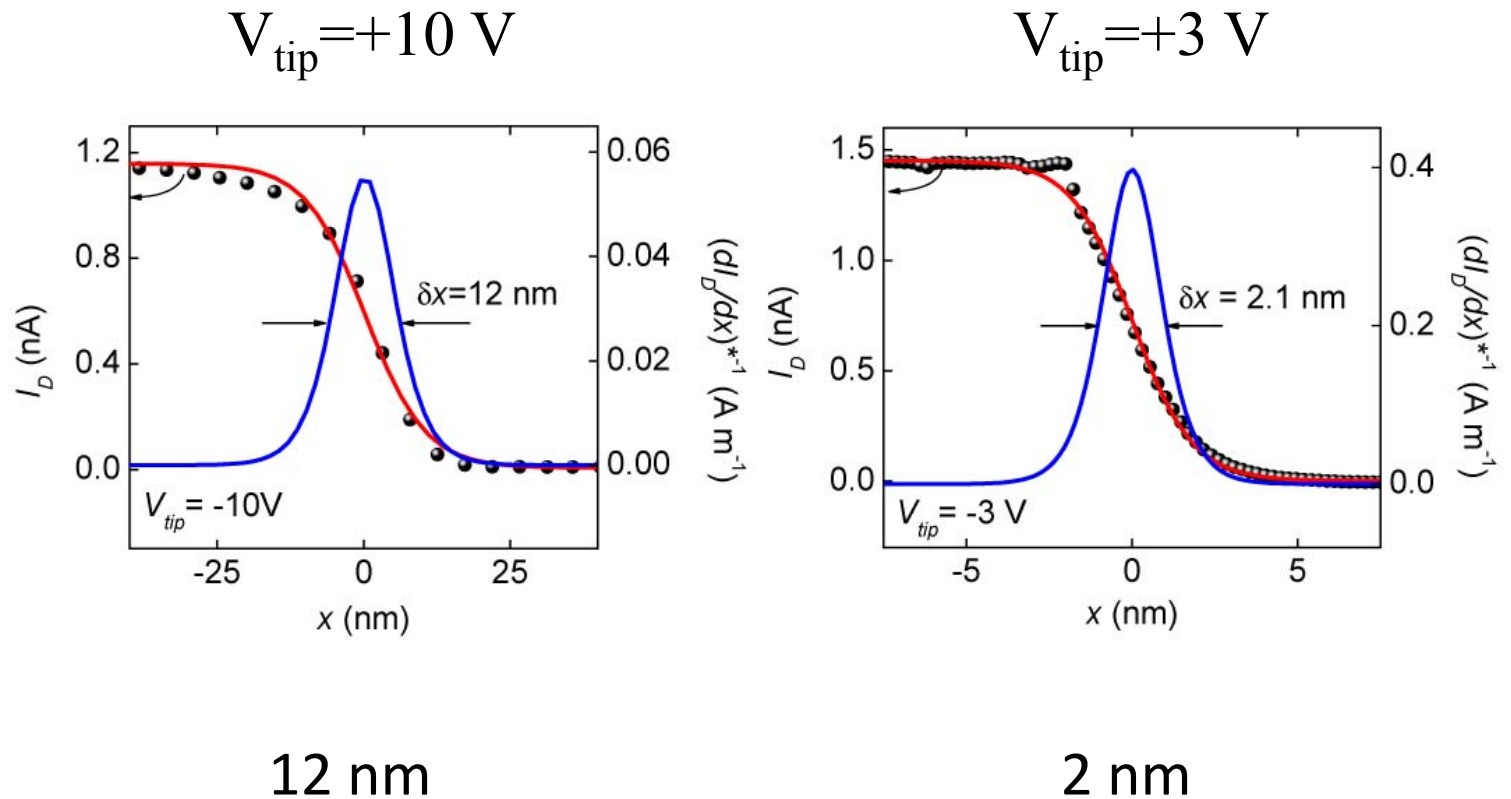 V_tip=+10 V
V_tip=+3 V
1.2
0.8
0.4
0.0
0.06
0.04
0.02
0.00
I_D (nA)
(dI_D/dx)*^-1 (A m^-1)
δx=12 nm
V_tip= -10V
-25 0 25
x (nm)
1.5
1.0
0.5
0.0
0.4
0.2
0.0
I_D (nA)
(dI_D/dx)*^-1 (A m^-1)
δx = 2.1 nm
V_tip= -3 V
-5 0 5
x (nm)
12 nm
2 nm